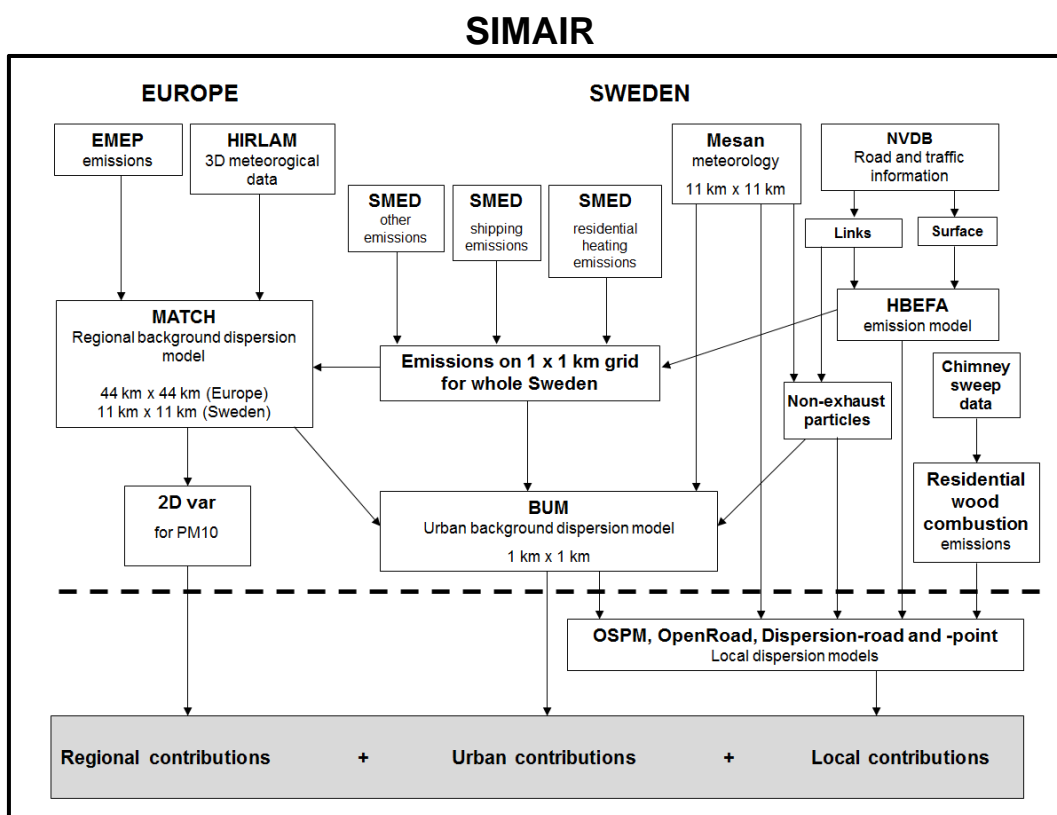 SIMAIR
EUROPE
SWEDEN
EMEP
emissions
HIRLAM
3D meteorogical
data
Mesan
meteorology
11 km x 11 km
NVDB
Road and traffic
information
SMED
other
emissions
SMED
shipping
emissions
SMED
residential
heating
emissions
Links
Surface
MATCH
Regional background dispersion
model
44 km x 44 km (Europe)
11 km x 11 km (Sweden)
HBEFA
emission model
Emissions on 1 x 1 km grid
for whole Sweden
Chimney
sweep
data
Non-exhaust
particles
2D var
for PM10
BUM
Urban background dispersion model
1 km x 1 km
Residential
wood
combustion
emissions
OSPM, OpenRoad, Dispersion-road and -point
Local dispersion models
Regional contributions + Urban contributions + Local contributions